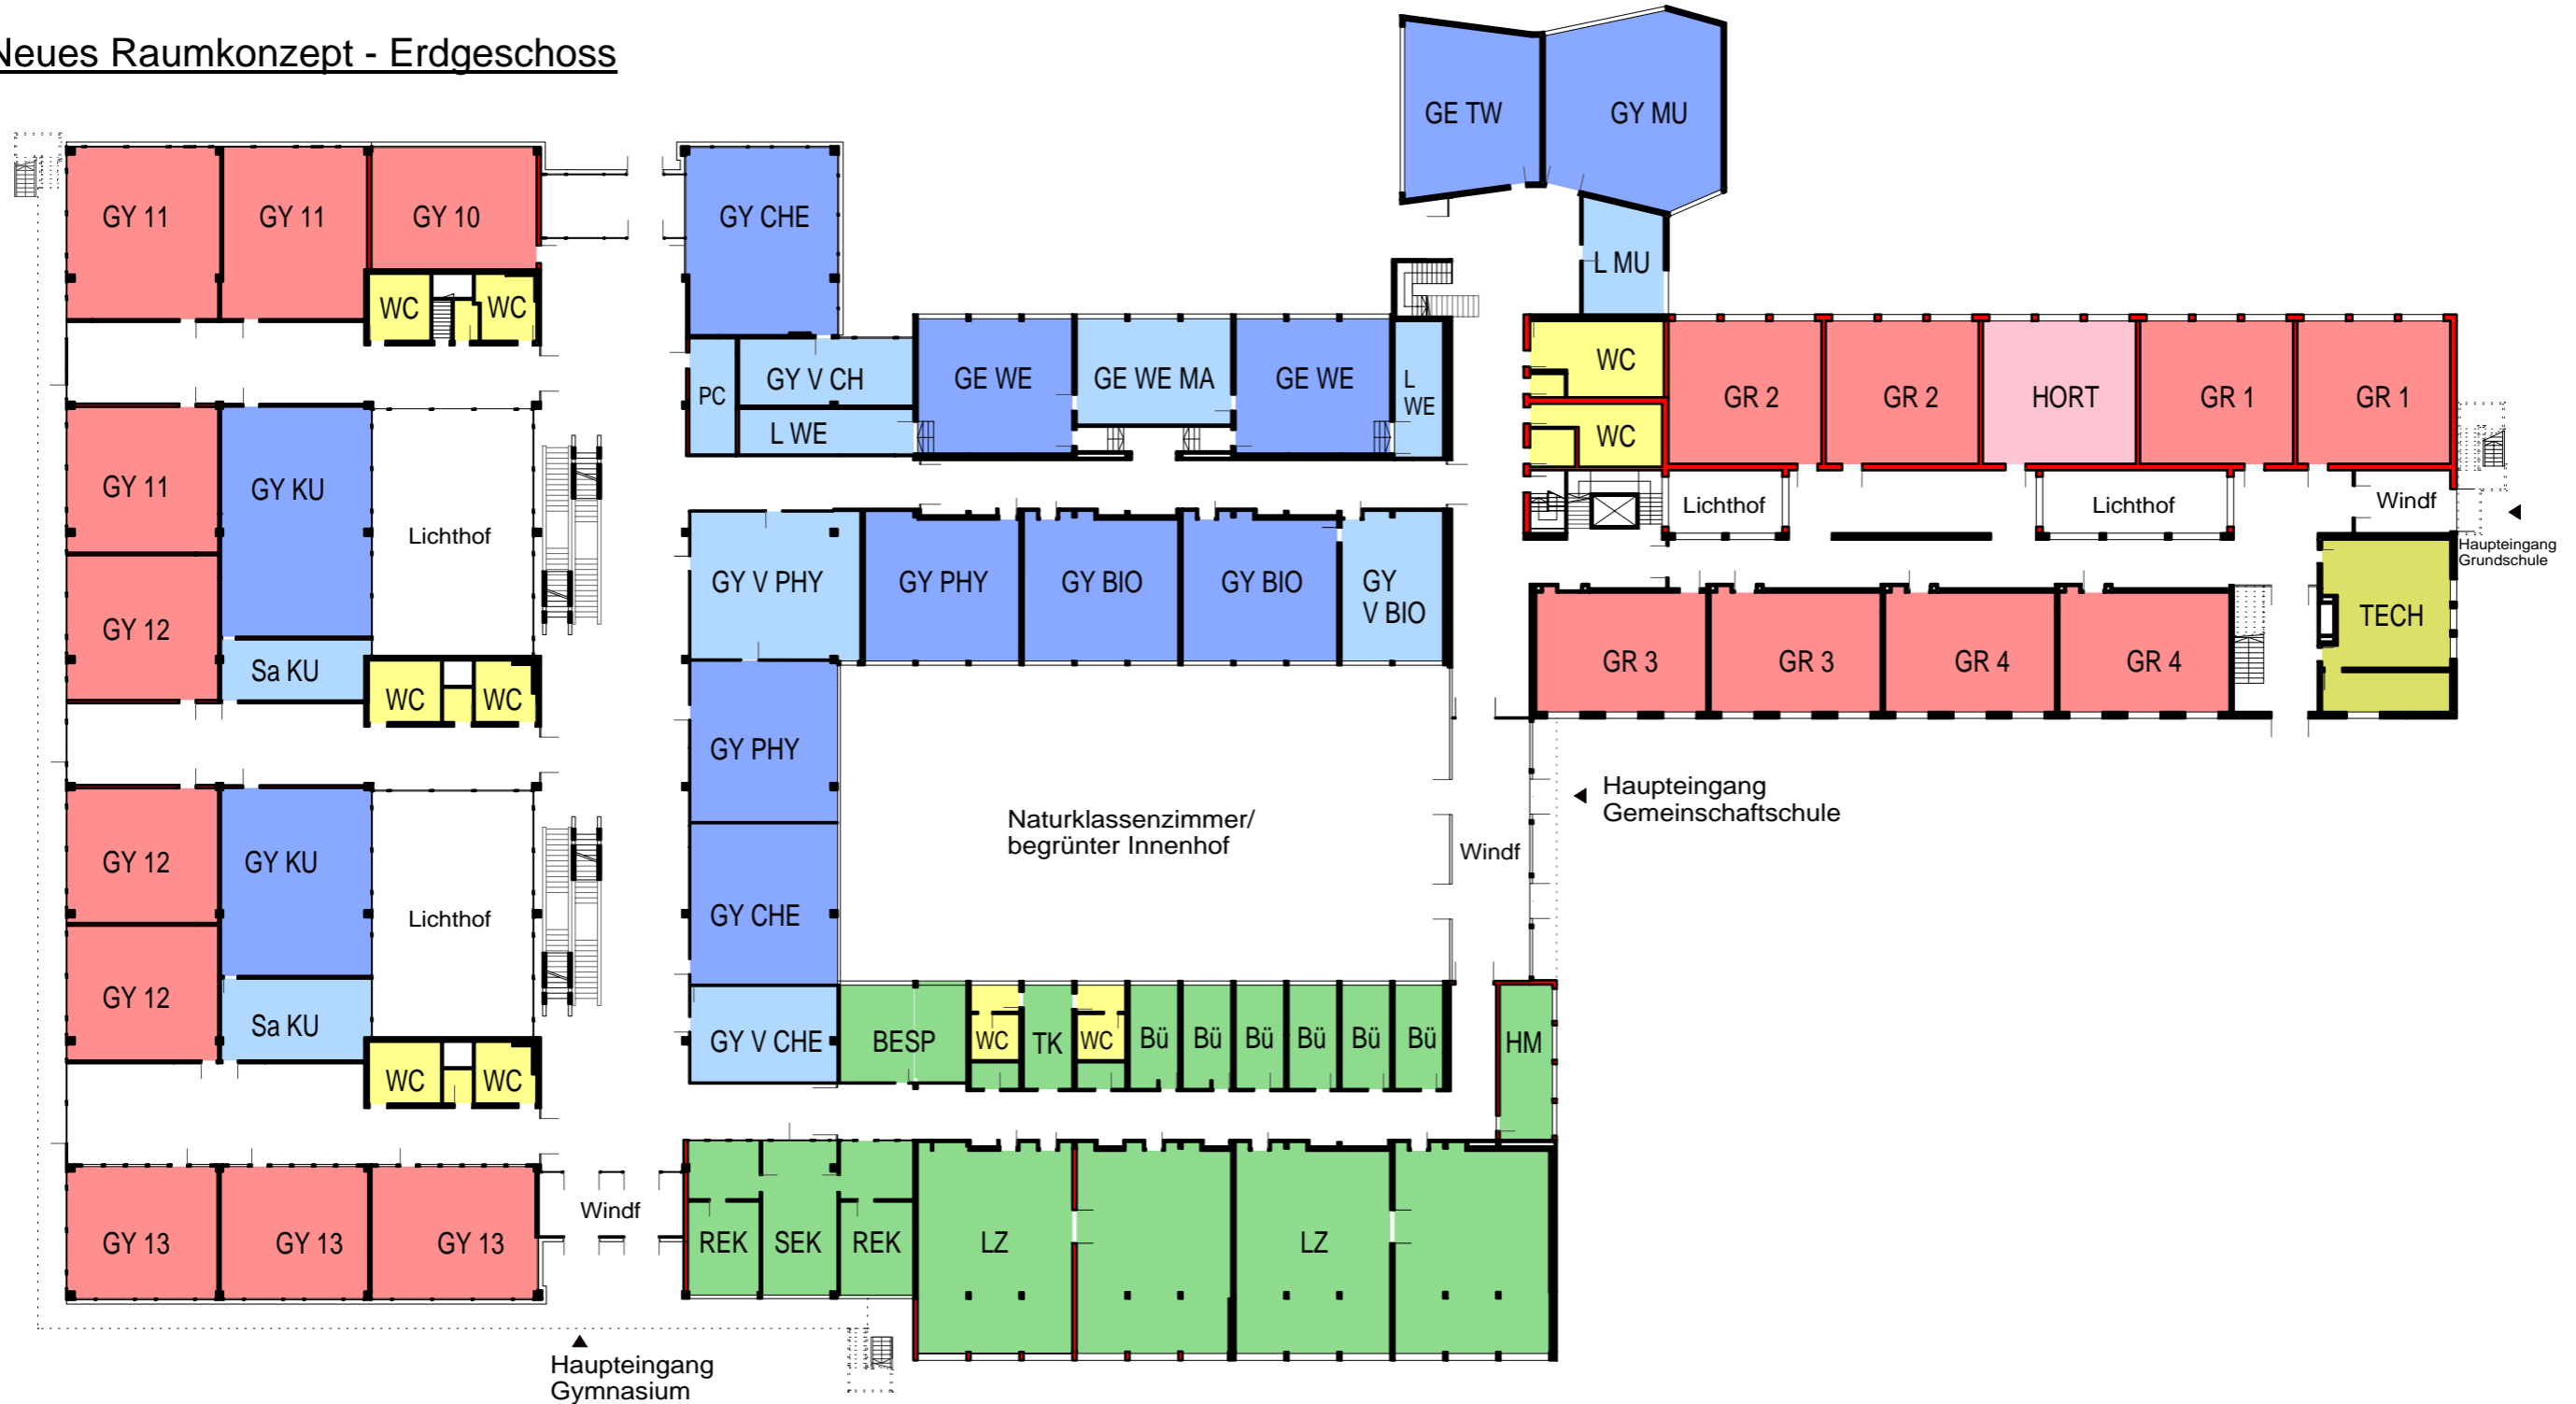 Neues Raumkonzept - Erdgeschoss
GE TW
GY MU
GY 11
GY 11
GY 10
GY CHE
L MU
WC
WC
PC
GY V CH
L WE
GE WE
GE WE MA
GE WE
L
WE
WC
WC
GR 2
GR 2
HORT
GR 1
GR 1
GY 11
GY KU
Lichthof
Lichthof
Lichthof
Windf
Haupteingang
Grundschule
GY 12
Sa KU
WC
WC
GY V PHY
GY PHY
GY BIO
GY BIO
GY
V BIO
GR 3
GR 3
GR 4
GR 4
TECH
GY PHY
Haupteingang
Gemeinschaftschule
Naturklassenzimmer/
begrünter Innenhof
Windf
GY 12
GY KU
Lichthof
GY CHE
GY 12
Sa KU
WC
WC
GY V CHE
BESP
WC
TK
WC
Bü
Bü
Bü
Bü
Bü
Bü
HM
GY 13
GY 13
GY 13
Windf
REK
SEK
REK
LZ
LZ
Haupteingang
Gymnasium